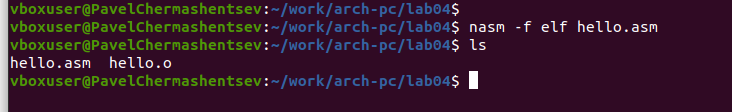 vboxuser@PavelChermashentsev:~/work/arch-pc/lab04$
vboxuser@PavelChermashentsev:~/work/arch-pc/lab04$ nasm -f elf hello.asm
vboxuser@PavelChermashentsev:~/work/arch-pc/lab04$ ls
hello.asm  hello.o
vboxuser@PavelChermashentsev:~/work/arch-pc/lab04$